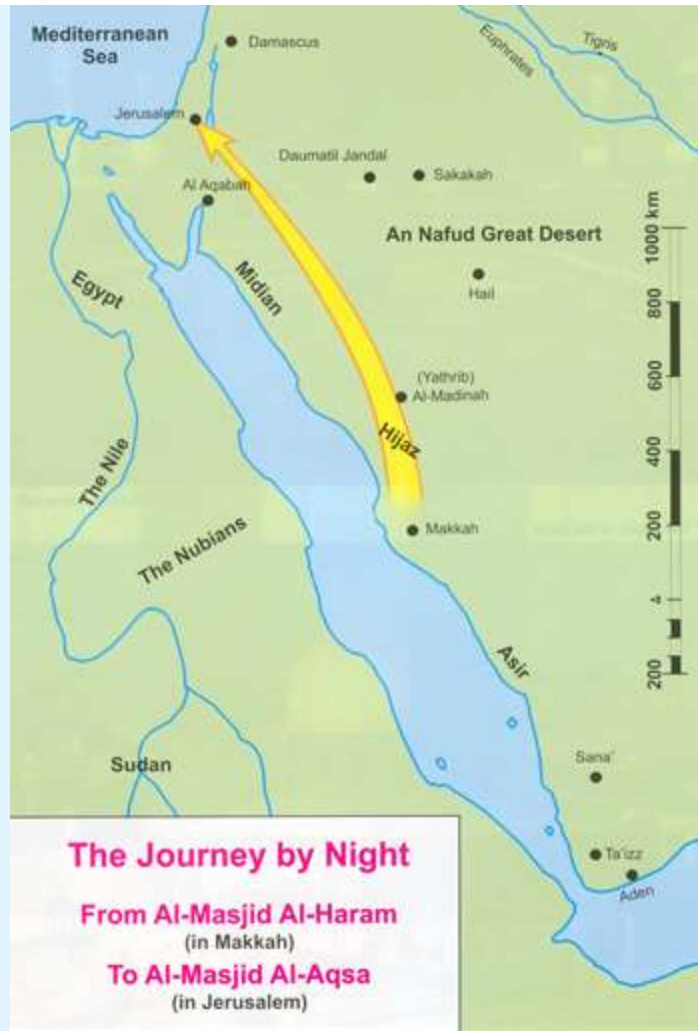 Mediterranean
Sea
Damascus
Tigris
Euphrates
Jerusalem
Daumatil Jandal
Sakakah
Al Aqabah
An Nafud Great Desert
Midian
Hail
Egypt
(Yathrib)
Al-Madinah
Hijaz
The Nile
Makkah
The Nubians
Asir
Sana'
Sudan
Ta'izz
Aden
1000 km
800
600
400
200
200
The Journey by Night
From Al-Masjid Al-Haram
(in Makkah)
To Al-Masjid Al-Aqsa
(in Jerusalem)